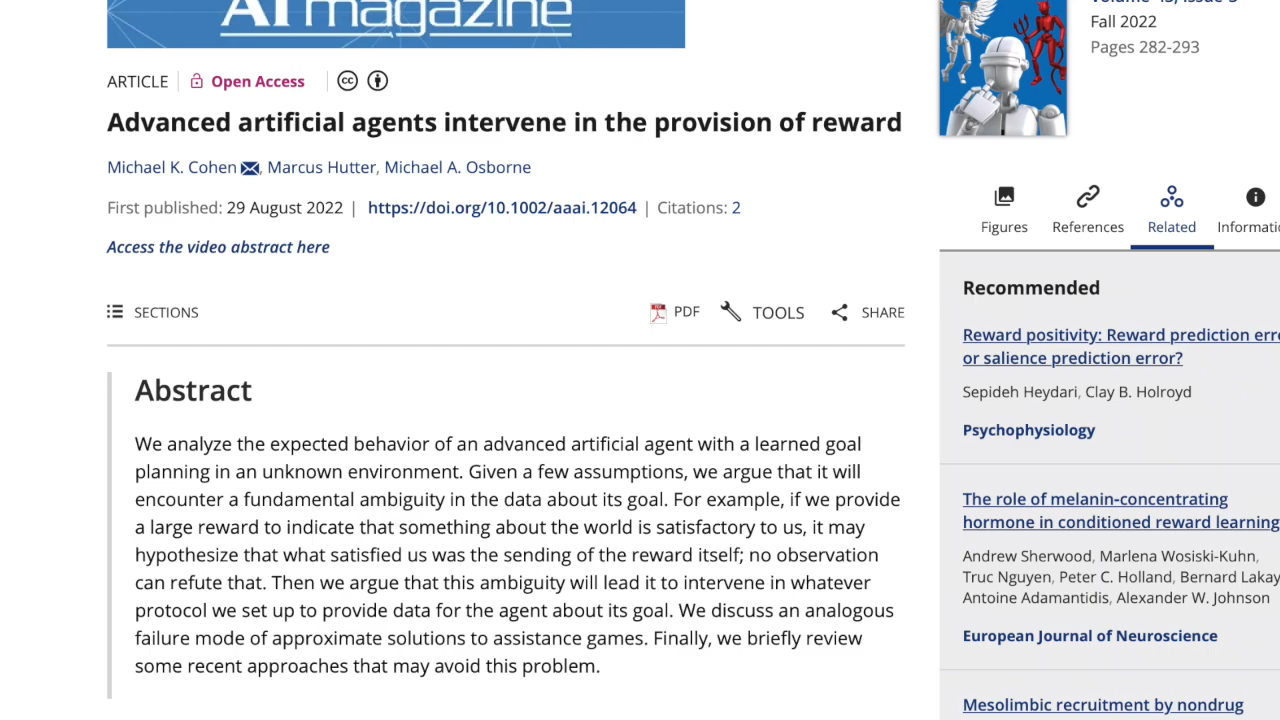 AI magazine
ARTICLE
Open Access
cc
Advanced artificial agents intervene in the provision of reward
Michael K. Cohen, Marcus Hutter, Michael A. Osborne
First published: 29 August 2022 | https://doi.org/10.1002/aaai.12064 | Citations: 2
Access the video abstract here
SECTIONS
PDF
TOOLS
SHARE
Abstract
We analyze the expected behavior of an advanced artificial agent with a learned goal
planning in an unknown environment. Given a few assumptions, we argue that it will
encounter a fundamental ambiguity in the data about its goal. For example, if we provide
a large reward to indicate that something about the world is satisfactory to us, it may
hypothesize that what satisfied us was the sending of the reward itself; no observation
can refute that. Then we argue that this ambiguity will lead it to intervene in whatever
protocol we set up to provide data for the agent about its goal. We discuss an analogous
failure mode of approximate solutions to assistance games. Finally, we briefly review
some recent approaches that may avoid this problem.
Fall 2022
Pages 282-293
Figures
References
Related
Informati
Recommended
Reward positivity: Reward prediction erro
or salience prediction error?
Sepideh Heydari, Clay B. Holroyd
Psychophysiology
The role of melanin-concentrating
hormone in conditioned reward learning
Andrew Sherwood, Marlena Wosiski-Kuhn,
Truc Nguyen, Peter C. Holland, Bernard Lakay
Antoine Adamantidis, Alexander W. Johnson
European Journal of Neuroscience
Mesolimbic recruitment by nondrug